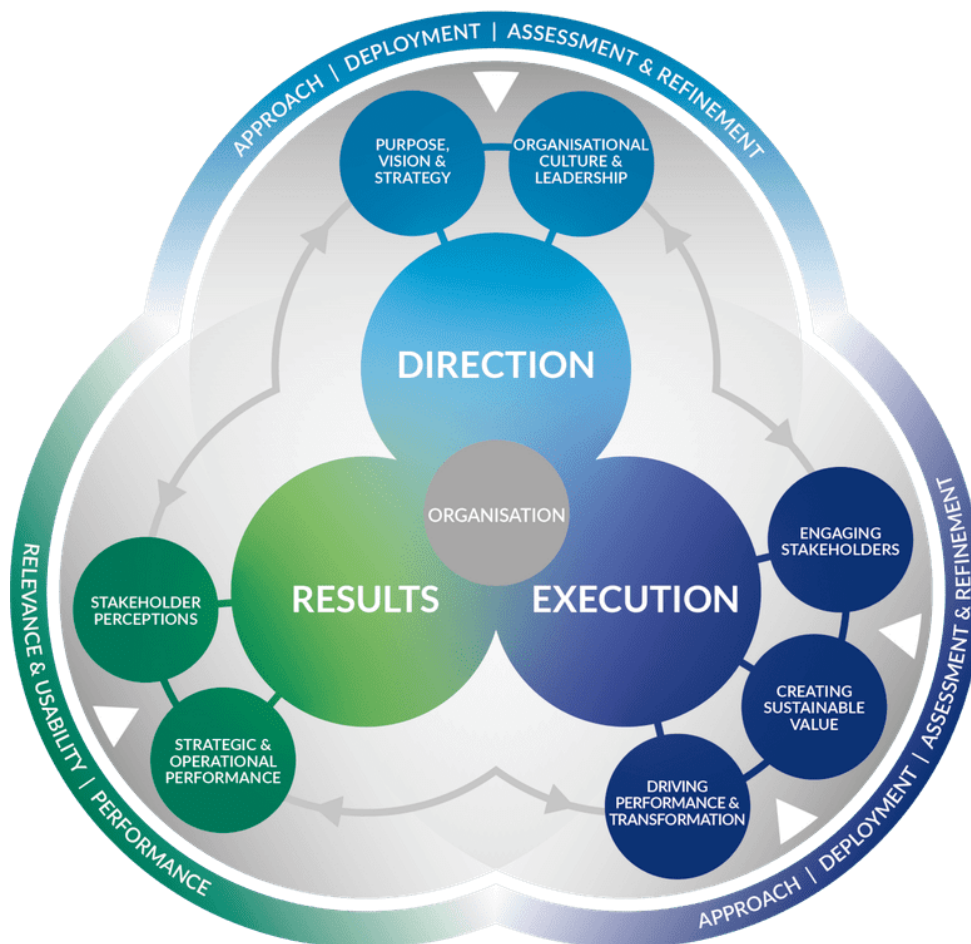 APPROACH | DEPLOYMENT | ASSESSMENT & REFINEMENT
PURPOSE,
VISION &
STRATEGY
ORGANISATIONAL
CULTURE &
LEADERSHIP
DIRECTION
ORGANISATION
RESULTS
EXECUTION
ENGAGING
STAKEHOLDERS
CREATING
SUSTAINABLE
VALUE
DRIVING
PERFORMANCE &
TRANSFORMATION
STAKEHOLDER
PERCEPTIONS
STRATEGIC &
OPERATIONAL
PERFORMANCE
RELEVANCE & USABILITY | PERFORMANCE
APPROACH | DEPLOYMENT | ASSESSMENT & REFINEMENT